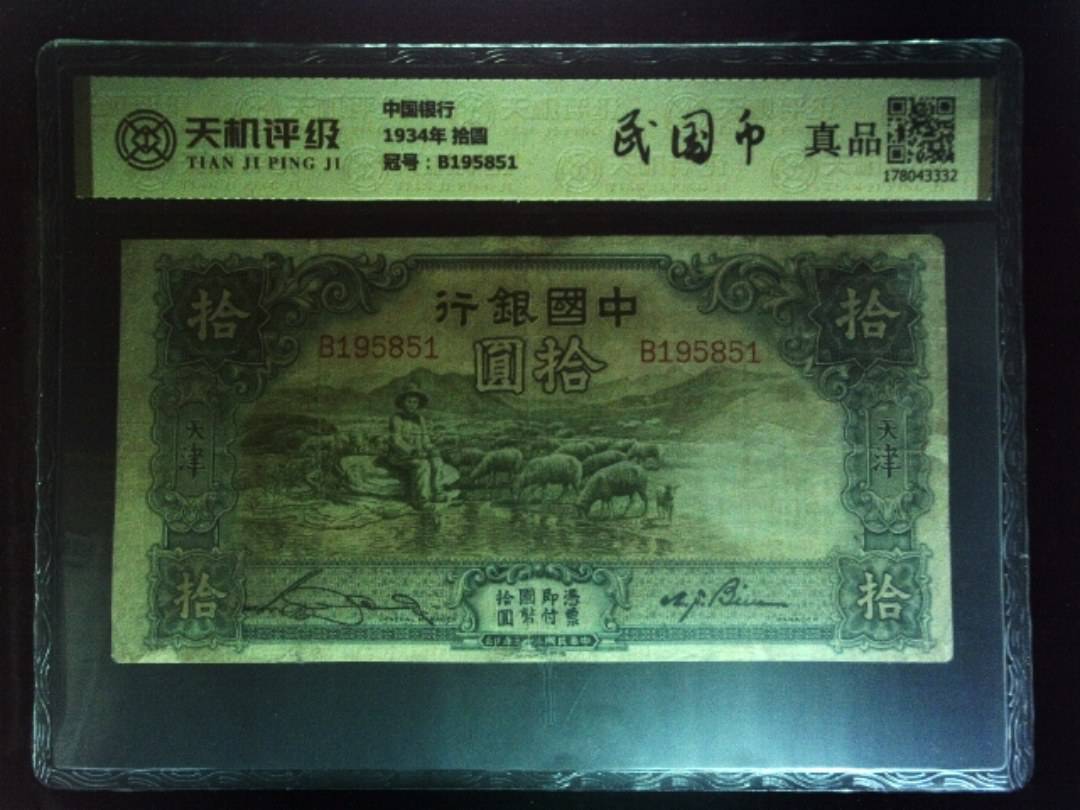 天机评级
TIAN JI PING JI
中国银行
1934年 拾圆
冠号：B195851
民国币
真品
178043332
拾
行銀國中
拾
B195851
圓拾
B195851
天津
天津
拾
憑票
即付
國幣
拾圓
拾